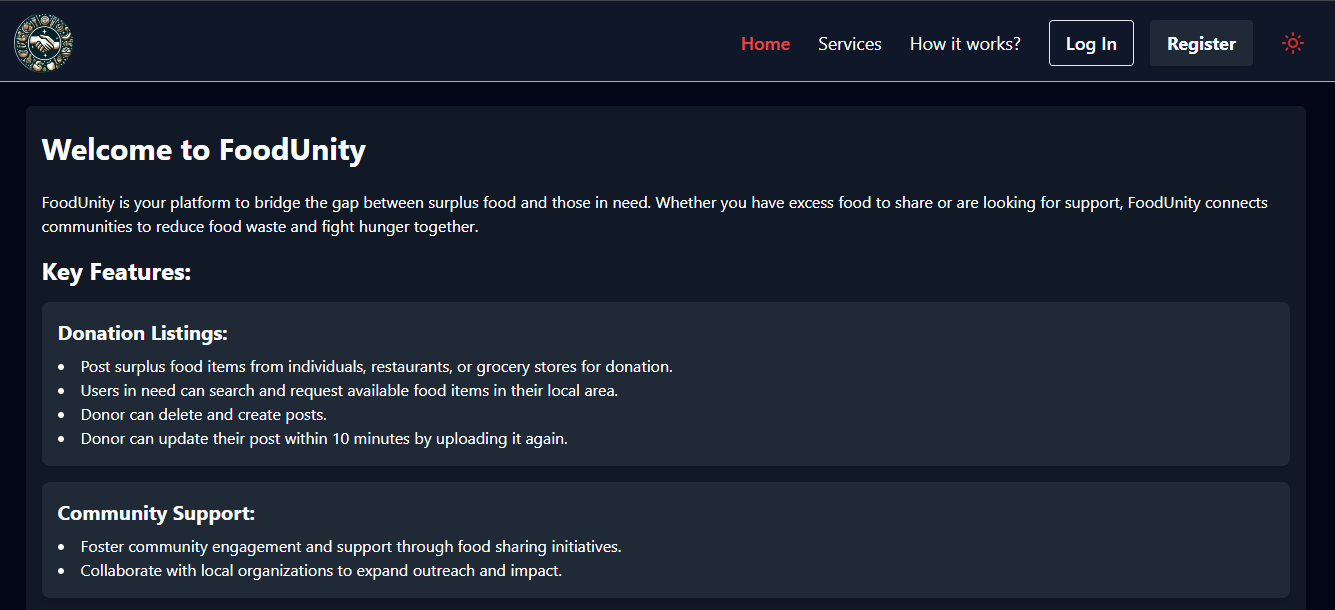 Home Services How it works? Log In Register
Welcome to FoodUnity
FoodUnity is your platform to bridge the gap between surplus food and those in need. Whether you have excess food to share or are looking for support, FoodUnity connects
communities to reduce food waste and fight hunger together.
Key Features:
Donation Listings:
• Post surplus food items from individuals, restaurants, or grocery stores for donation.
• Users in need can search and request available food items in their local area.
• Donor can delete and create posts.
• Donor can update their post within 10 minutes by uploading it again.
Community Support:
• Foster community engagement and support through food sharing initiatives.
• Collaborate with local organizations to expand outreach and impact.